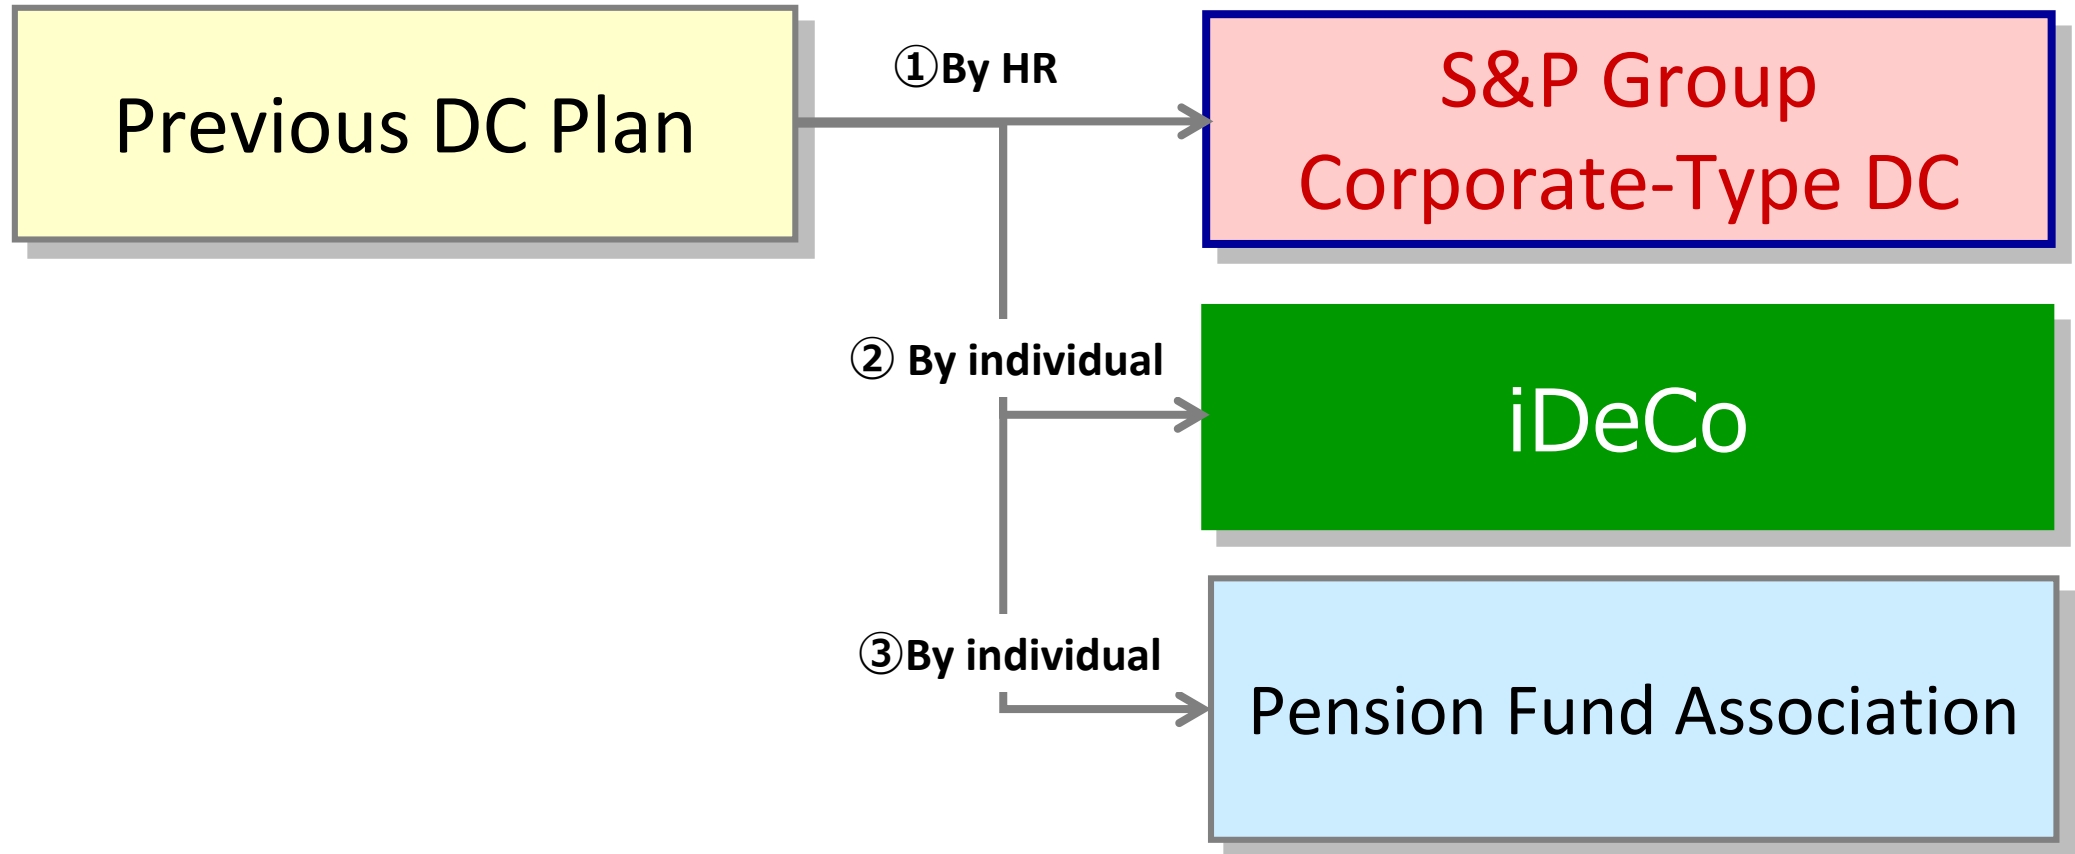 Previous DC Plan
①By HR
S&P Group
Corporate-Type DC
② By individual
iDeCo
③By individual
Pension Fund Association